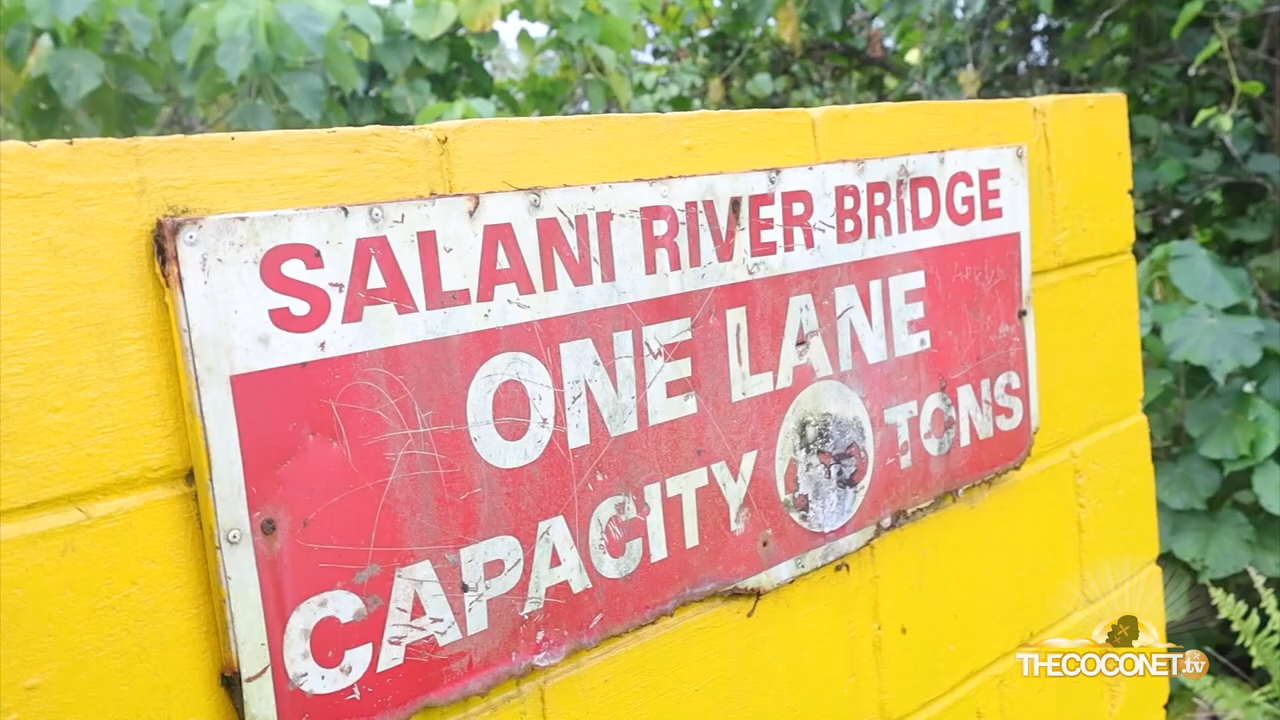 SALANI RIVER BRIDGE
ONE LANE
CAPACITY TONS
THECOCONET.tv